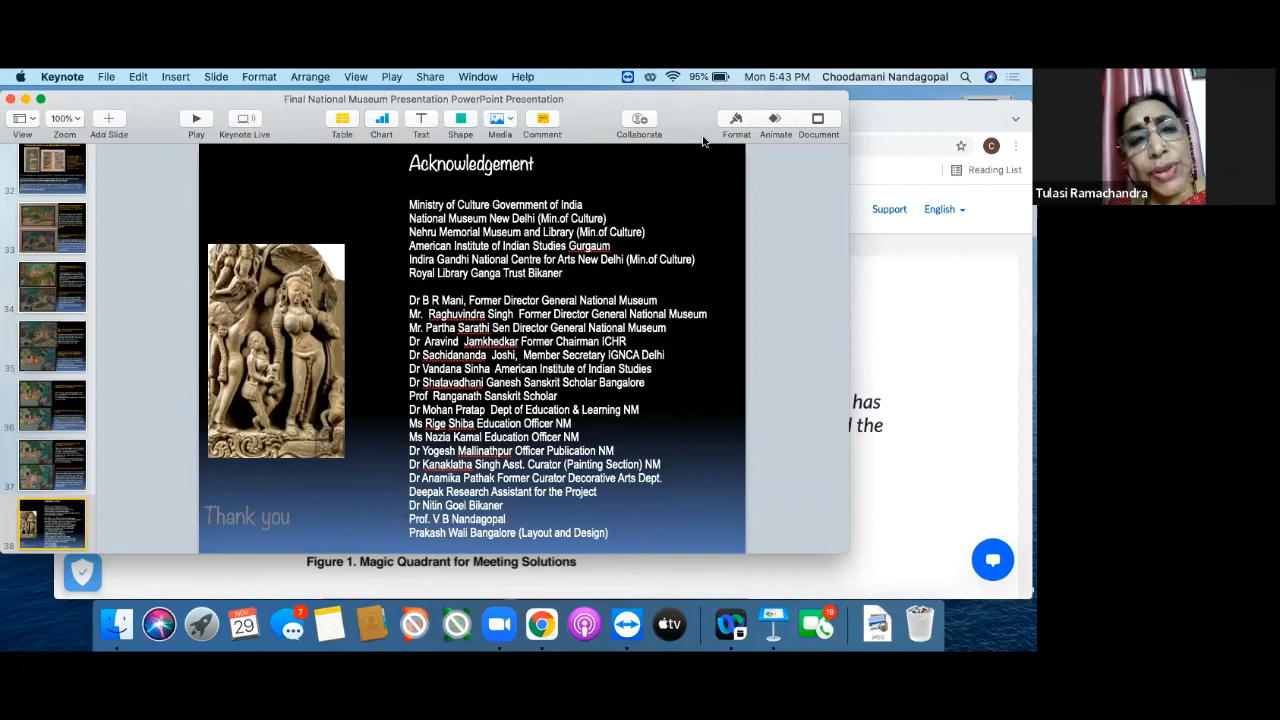 Keynote File Edit Insert Slide Format Arrange View Play Share Window Help 95% Mon 5:43 PM Choodamani Nandagopal
Final National Museum Presentation PowerPoint Presentation
100%
View Zoom Add Slide Play Keynote Live Table Chart Text Shape Media Comment Collaborate Format Animate Document
C
Reading List
Support English
Tulasi Ramachandra
32
33
34
35
36
37
38
Acknowledgement
Ministry of Culture Government of India
National Museum New Delhi (Min.of Culture)
Nehru Memorial Museum and Library (Min.of Culture)
American Institute of Indian Studies Gurgaum
Indira Gandhi National Centre for Arts New Delhi (Min.of Culture)
Royal Library Ganga Trust Bikaner
Dr B R Mani, Former Director General National Museum
Mr. Raghuvindra Singh Former Director General National Museum
Mr. Partha Sarathi Sen Director General National Museum
Dr Aravind Jamkhedkar Former Chairman ICHR
Dr Sachidananda Joshi, Member Secretary IGNCA Delhi
Dr Vandana Sinha American Institute of Indian Studies
Dr Shatavadhani Ganesh Sanskrit Scholar Bangalore
Prof Ranganath Sanskrit Scholar
Dr Mohan Pratap Dept of Education & Learning NM
Ms Rige Shiba Education Officer NM
Ms Nazia Kamal Education Officer NM
Dr Yogesh Mallinathpur Officer Publication NM
Dr Kanaklatha Singh Asst. Curator (Painting Section) NM
Dr Anamika Pathak Former Curator Decorative Arts Dept.
Deepak Research Assistant for the Project
Dr Nitin Goel Bikaner
Prof. V B Nandagopal
Prakash Wali Bangalore (Layout and Design)
Thank you
has
the
Figure 1. Magic Quadrant for Meeting Solutions
NOV
29
7
tv
19
JPEG